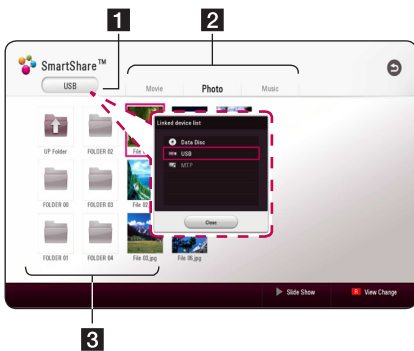 1
2
SmartShare™
USB
Movie
Photo
Music
Linked device list
Data Disc
USB
MTP
Close
UP Folder
FOLDER 02
File
FOLDER 00
FOLDER 03
File 02.
FOLDER 01
FOLDER 04
File 03.jpg
File 06.jpg
Slide Show
R
View Change
3